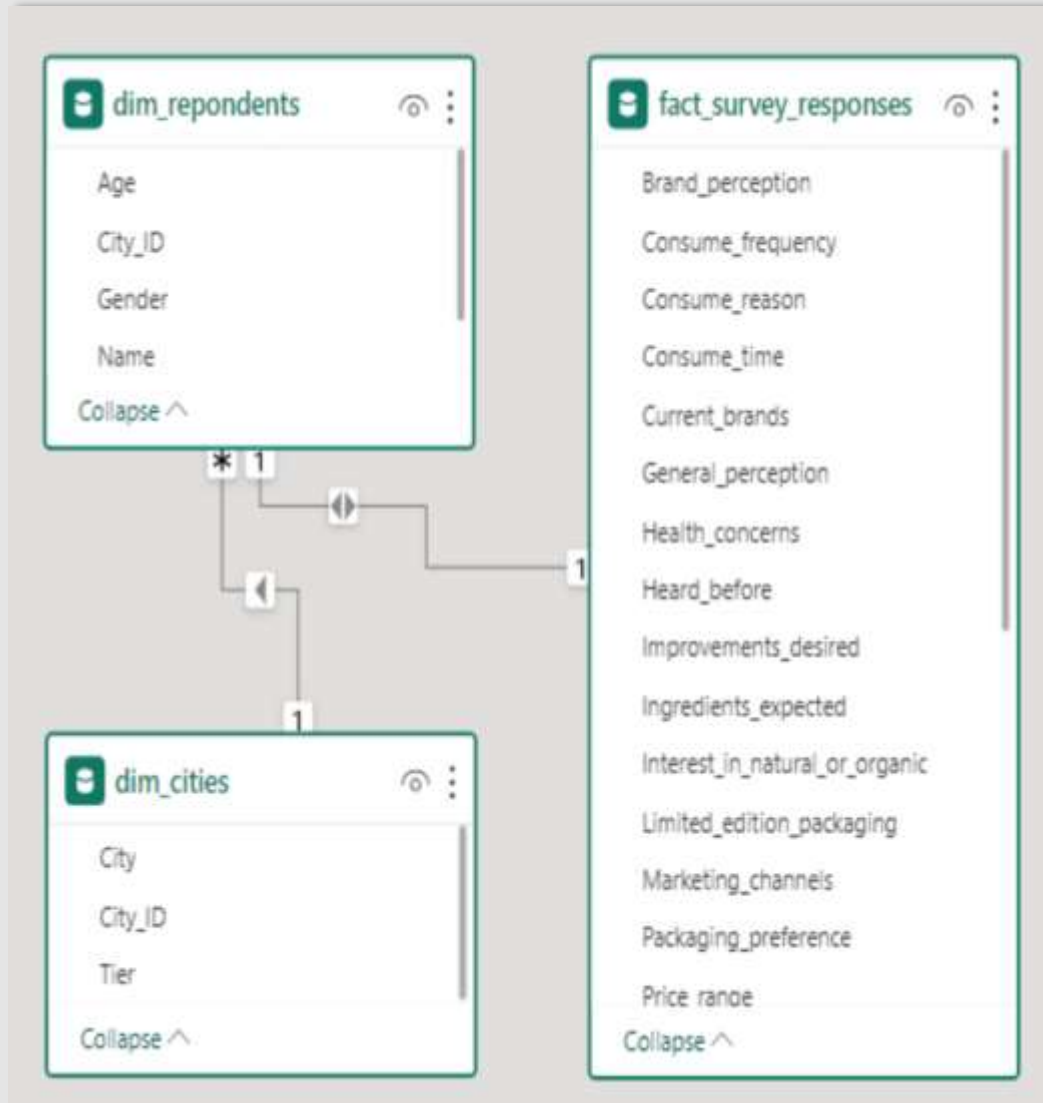 dim_repondents
Age
City_ID
Gender
Name
Collapse
* 1
1
1
dim_cities
City
City_ID
Tier
Collapse
fact_survey_responses
Brand_perception
Consume_frequency
Consume_reason
Consume_time
Current_brands
General_perception
Health_concerns
Heard_before
Improvements_desired
Ingredients_expected
Interest_in_natural_or_organic
Limited_edition_packaging
Marketing_channels
Packaging_preference
Price_range
Collapse